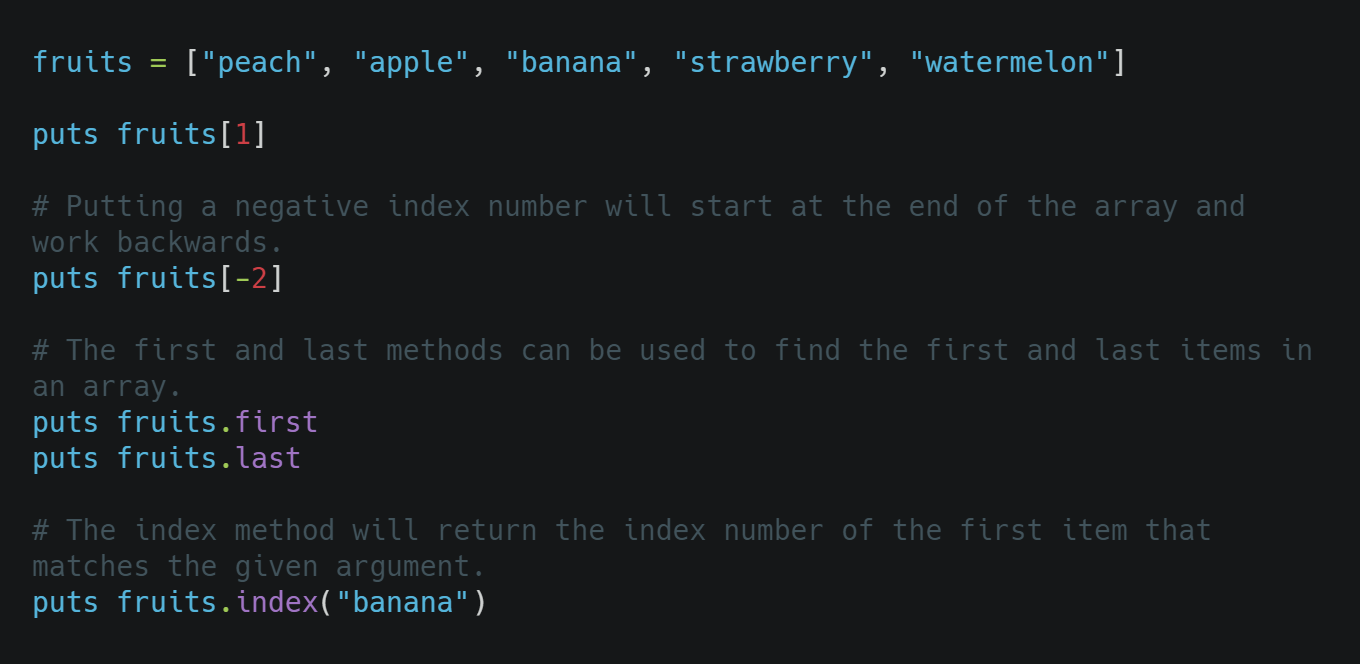 fruits = ["peach", "apple", "banana", "strawberry", "watermelon"]
puts fruits[1]
# Putting a negative index number will start at the end of the array and
work backwards.
puts fruits[-2]
# The first and last methods can be used to find the first and last items in
an array.
puts fruits.first
puts fruits.last
# The index method will return the index number of the first item that
matches the given argument.
puts fruits.index("banana")